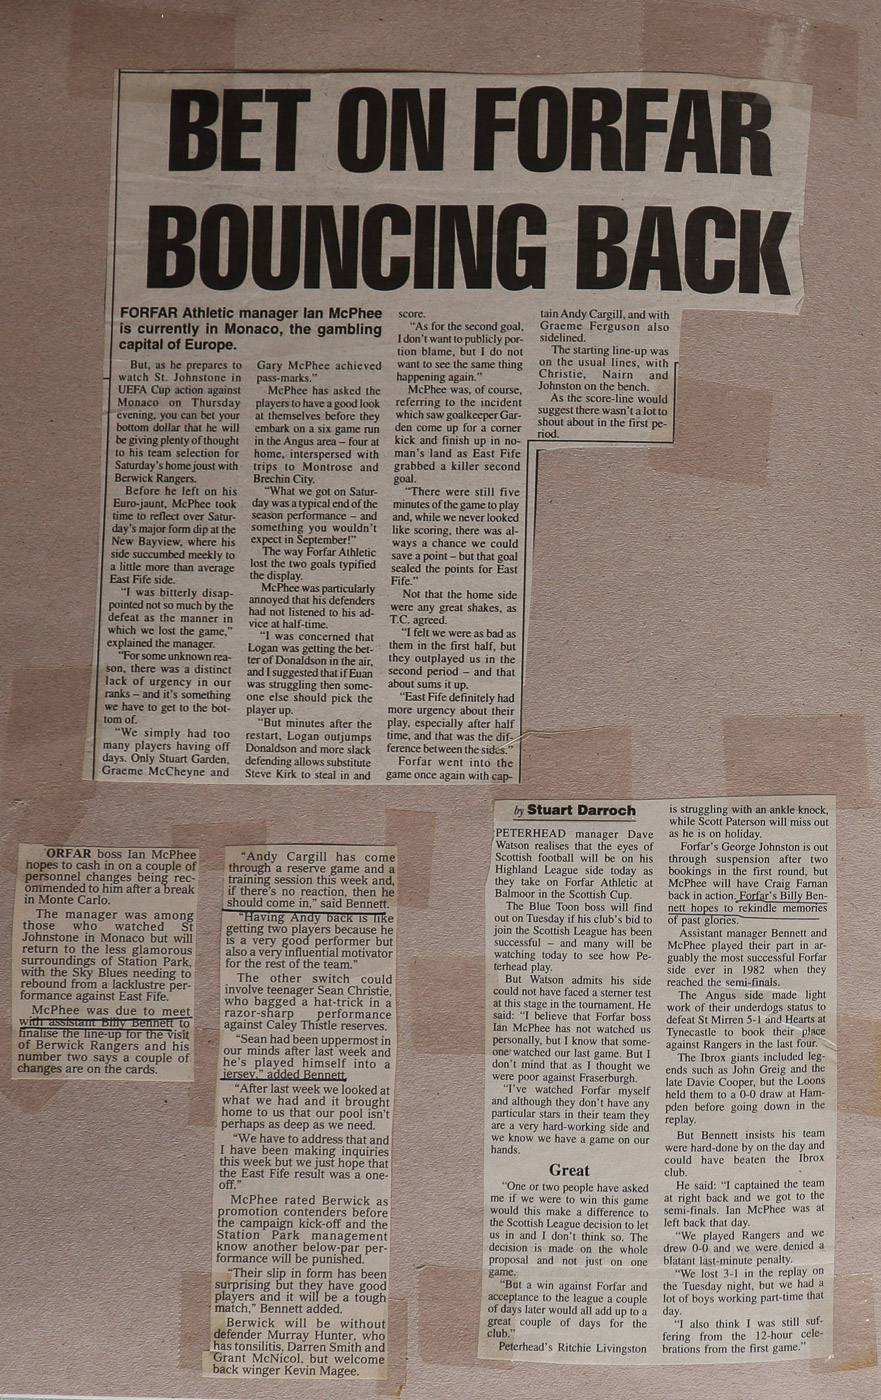 BET ON FORFAR
BOUNCING BACK
FORFAR Athletic manager Ian McPhee
is currently in Monaco, the gambling
capital of Europe.
But, as he prepares to
watch St. Johnstone in
UEFA Cup action against
Monaco on Thursday
evening, you can bet your
bottom dollar that he will
be giving plenty of thought
to his team selection for
Saturday's home joust with
Berwick Rangers.
Before he left on his
Euro-jaunt, McPhee took
time to reflect over Satur-
day's major form dip at the
New Bayview, where his
side succumbed meekly to
a little more than average
East Fife side.
"I was bitterly disap-
pointed not so much by the
defeat as the manner in
which we lost the game,"
explained the manager.
"For some unknown rea-
son, there was a distinct
lack of urgency in our
ranks – and it's something
we have to get to the bot-
tom of.
"We simply had too
many players having off
days. Only Stuart Garden,
Graeme McCheyne and
Gary McPhee achieved
pass-marks."
McPhee has asked the
players to have a good look
at themselves before they
embark on a six game run
in the Angus area – four at
home, interspersed with
trips to Montrose and
Brechin City.
"What we got on Satur-
day was a typical end of the
season performance – and
something you wouldn't
expect in September!"
The way Forfar Athletic
lost the two goals typified
the display.
McPhee was particularly
annoyed that his defenders
had not listened to his ad-
vice at half-time.
"I was concerned that
Logan was getting the bet-
ter of Donaldson in the air,
and I suggested that if Euan
was struggling then some-
one else should pick the
player up.
"But minutes after the
restart, Logan outjumps
Donaldson and more slack
defending allows substitute
Steve Kirk to steal in and
score.
"As for the second goal,
I don't want to publicly por-
tion blame, but I do not
want to see the same thing
happening again."
McPhee was, of course,
referring to the incident
which saw goalkeeper Gar-
den come up for a corner
kick and finish up in no-
man's land as East Fife
grabbed a killer second
goal.
"There were still five
minutes of the game to play
and, while we never looked
like scoring, there was al-
ways a chance we could
save a point – but that goal
sealed the points for East
Fife."
Not that the home side
were any great shakes, as
T.C. agreed.
"I felt we were as bad as
them in the first half, but
they outplayed us in the
second period – and that
about sums it up.
"East Fife definitely had
more urgency about their
play, especially after half
time, and that was the dif-
ference between the sides."
Forfar went into the
game once again with cap-
tain Andy Cargill, and with
Graeme Ferguson also
sidelined.
The starting line-up was
on the usual lines, with
Christie, Nairn and
Johnston on the bench.
As the score-line would
suggest there wasn't a lot to
shout about in the first pe-
riod.
ORFAR boss Ian McPhee
hopes to cash in on a couple of
personnel changes being rec-
ommended to him after a break
in Monte Carlo.
The manager was among
those who watched St
Johnstone in Monaco but will
return to the less glamorous
surroundings of Station Park,
with the Sky Blues needing to
rebound from a lacklustre per-
formance against East Fife.
McPhee was due to meet
with assistant Billy Bennett to
finalise the line-up for the visit
of Berwick Rangers and his
number two says a couple of
changes are on the cards.
"Andy Cargill has come
through a reserve game and a
training session this week and,
if there's no reaction, then he
should come in," said Bennett.
"Having Andy back is like
getting two players because he
is a very good performer but
also a very influential motivator
for the rest of the team."
The other switch could
involve teenager Sean Christie,
who bagged a hat-trick in a
razor-sharp performance
against Caley Thistle reserves.
"Sean had been uppermost in
our minds after last week and
he's played himself into a
jersey," added Bennett.
"After last week we looked at
what we had and it brought
home to us that our pool isn't
perhaps as deep as we need.
"We have to address that and
I have been making inquiries
this week but we just hope that
the East Fife result was a one-
off."
McPhee rated Berwick as
promotion contenders before
the campaign kick-off and the
Station Park management
know another below-par per-
formance will be punished.
"Their slip in form has been
surprising but they have good
players and it will be a tough
match," Bennett added.
Berwick will be without
defender Murray Hunter, who
has tonsilitis, Darren Smith and
Grant McNicol, but welcome
back winger Kevin Magee.
by Stuart Darroch
PETERHEAD manager Dave
Watson realises that the eyes of
Scottish football will be on his
Highland League side today as
they take on Forfar Athletic at
Balmoor in the Scottish Cup.
The Blue Toon boss will find
out on Tuesday if his club's bid to
join the Scottish League has been
successful – and many will be
watching today to see how Pe-
terhead play.
But Watson admits his side
could not have faced a sterner test
at this stage in the tournament. He
said: "I believe that Forfar boss
Ian McPhee has not watched us
personally, but I know that some-
one watched our last game. But I
don't mind that as I thought we
were poor against Fraserburgh.
"I've watched Forfar myself
and although they don't have any
particular stars in their team they
are a very hard-working side and
we know we have a game on our
hands.
Great
"One or two people have asked
me if we were to win this game
would this make a difference to
the Scottish League decision to let
us in and I don't think so. The
decision is made on the whole
proposal and not just on one
game.
"But a win against Forfar and
acceptance to the league a couple
of days later would all add up to a
great couple of days for the
club."
Peterhead's Ritchie Livingston
is struggling with an ankle knock,
while Scott Paterson will miss out
as he is on holiday.
Forfar's George Johnston is out
through suspension after two
bookings in the first round, but
McPhee will have Craig Farnan
back in action. Forfar's Billy Ben-
nett hopes to rekindle memories
of past glories.
Assistant manager Bennett and
McPhee played their part in ar-
guably the most successful Forfar
side ever in 1982 when they
reached the semi-finals.
The Angus side made light
work of their underdogs status to
defeat St Mirren 5-1 and Hearts at
Tynecastle to book their place
against Rangers in the last four.
The Ibrox giants included leg-
ends such as John Greig and the
late Davie Cooper, but the Loons
held them to a 0-0 draw at Ham-
pden before going down in the
replay.
But Bennett insists his team
were hard-done by on the day and
could have beaten the Ibrox
club.
He said: "I captained the team
at right back and we got to the
semi-finals. Ian McPhee was at
left back that day.
"We played Rangers and we
drew 0-0 and we were denied a
blatant last-minute penalty.
"We lost 3-1 in the replay on
the Tuesday night, but we had a
lot of boys working part-time that
day.
"I also think I was still suf-
fering from the 12-hour cele-
brations from the first game."